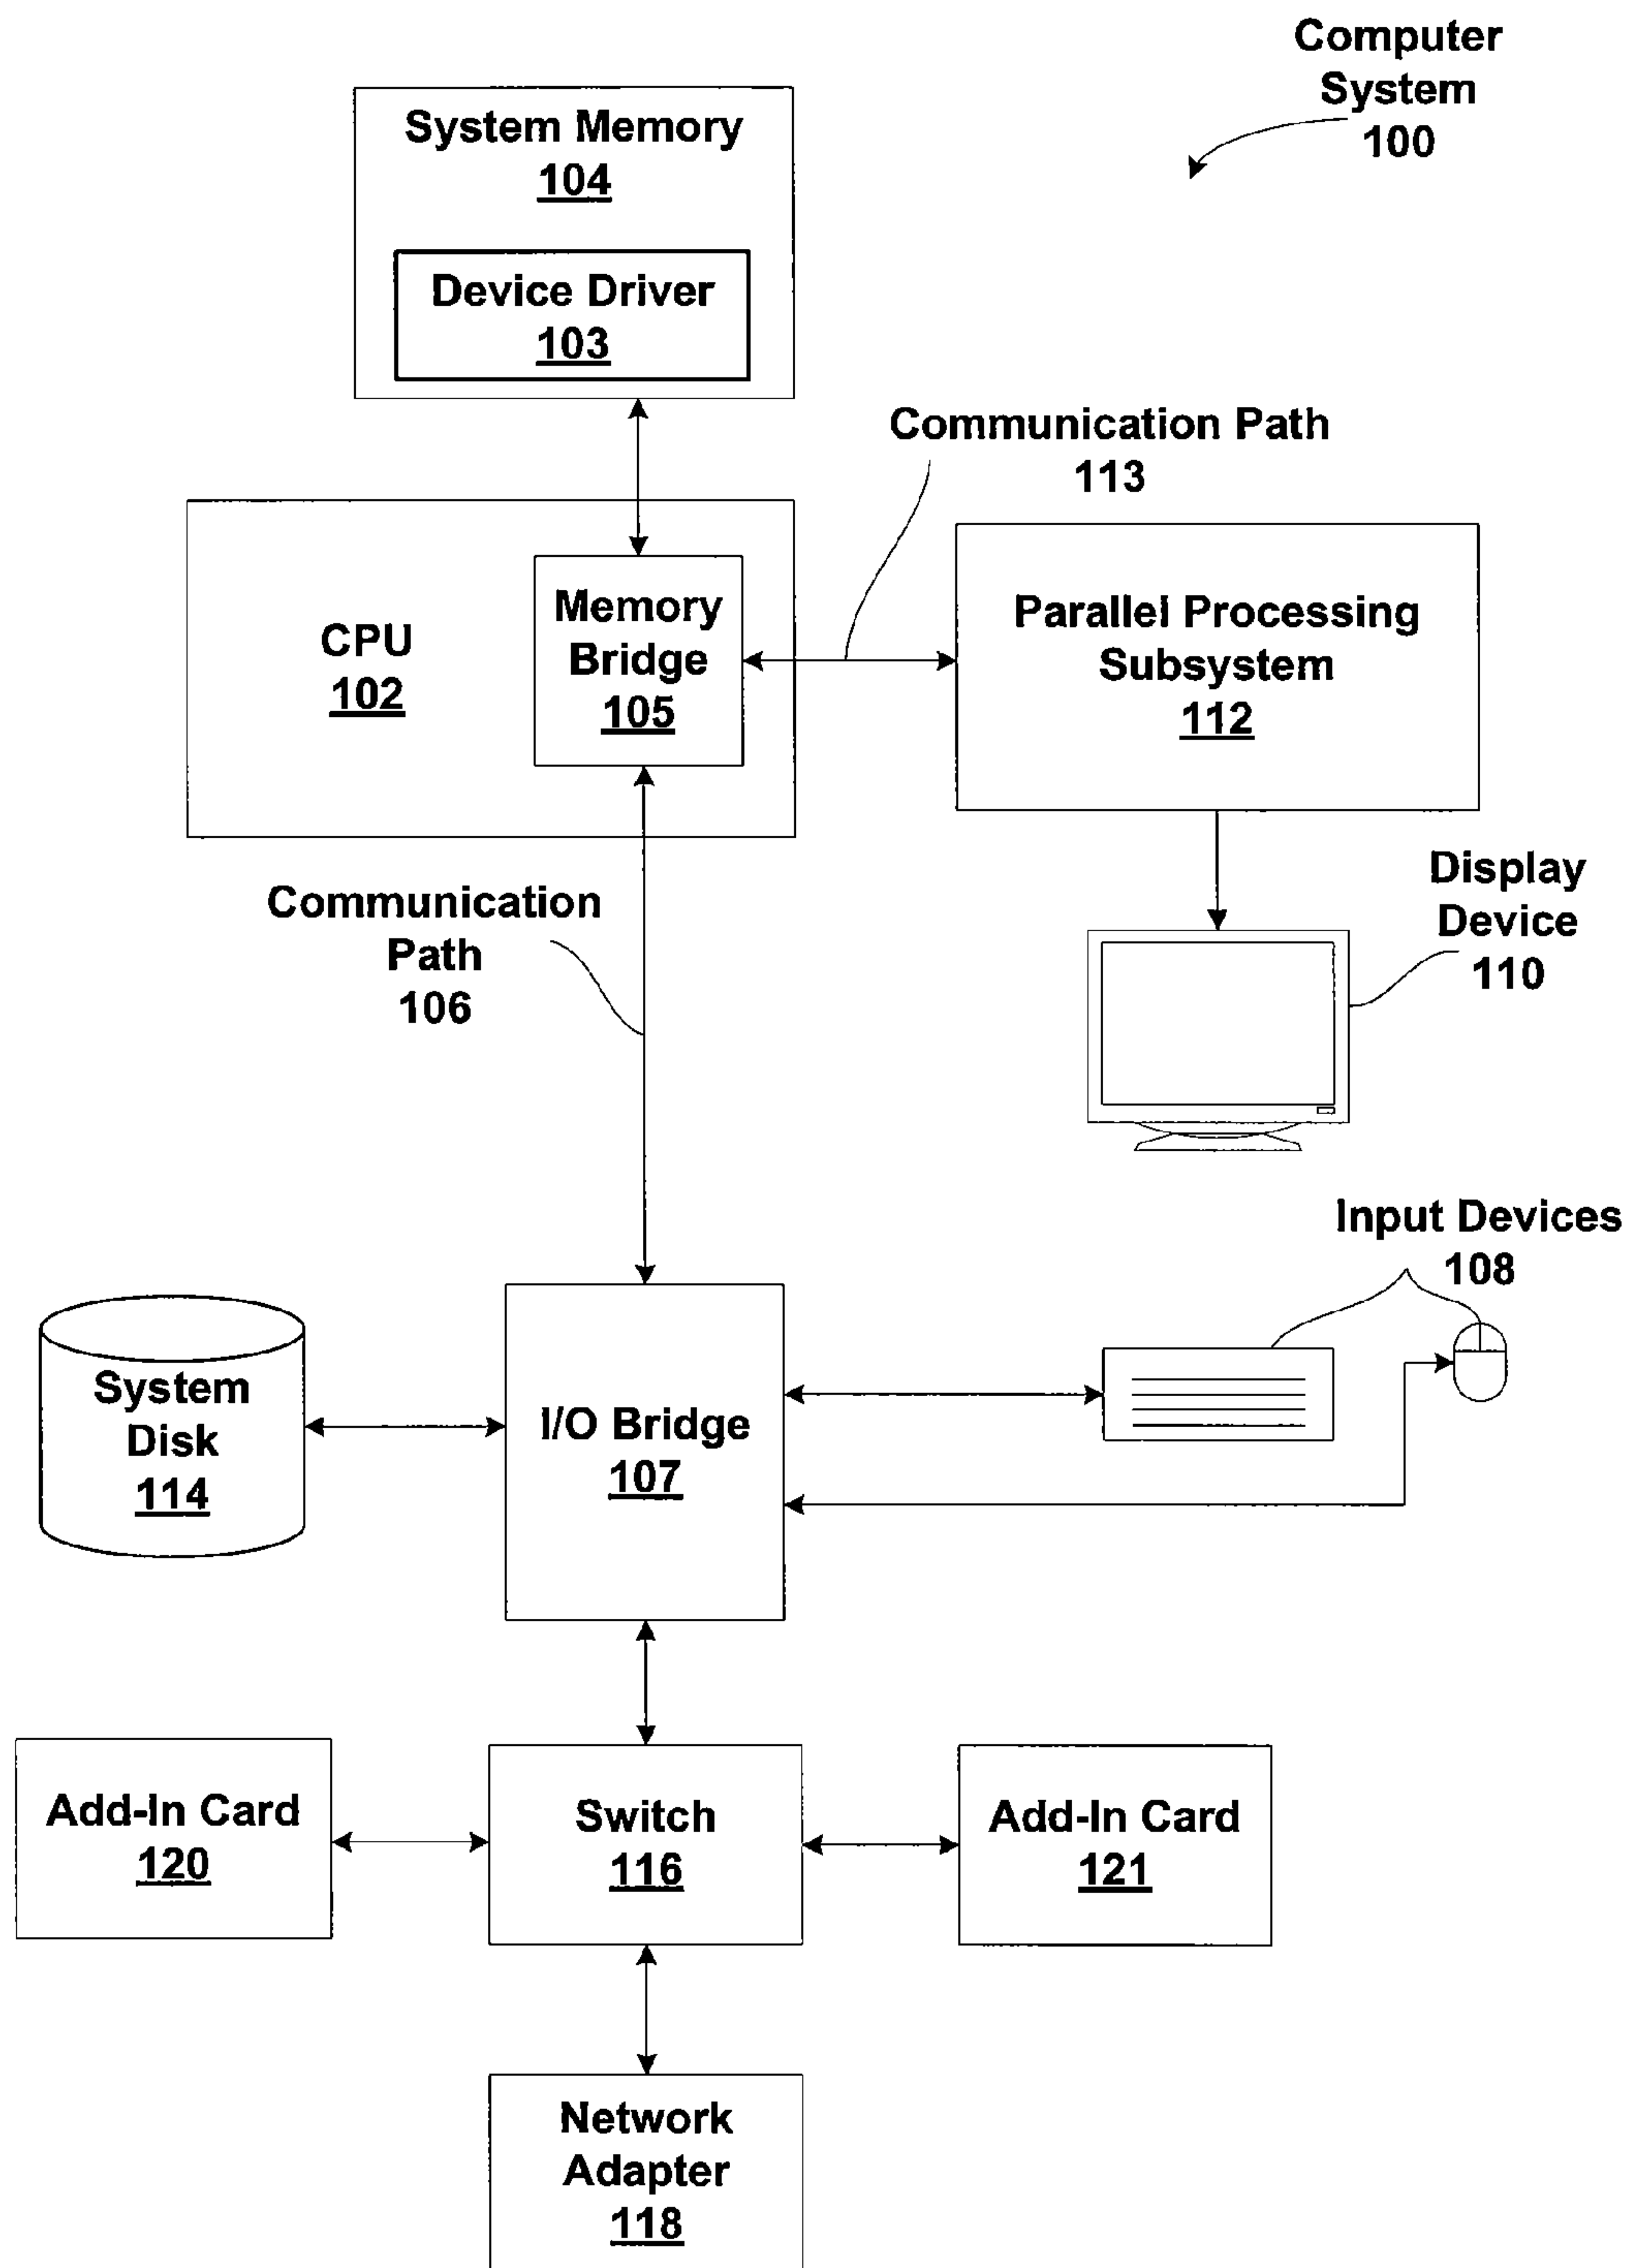 Computer
System
100
System Memory
104
Device Driver
103
Communication Path
113
CPU
102
Memory
Bridge
105
Parallel Processing
Subsystem
112
Communication
Path
106
Display
Device
110
Input Devices
108
System
Disk
114
I/O Bridge
107
Add-In Card
120
Switch
116
Add-In Card
121
Network
Adapter
118